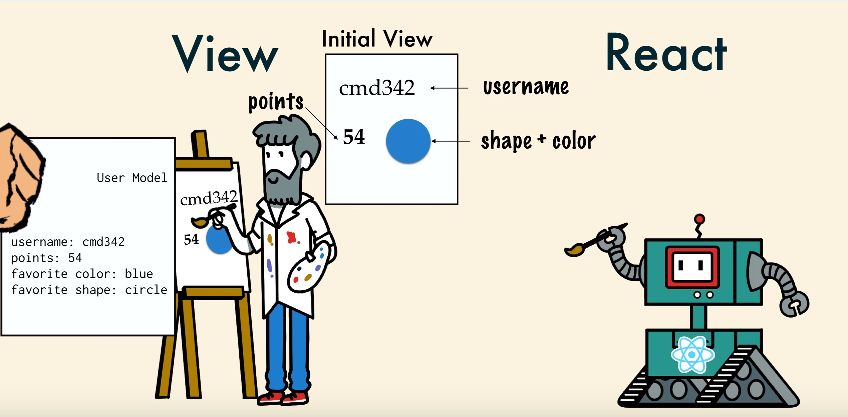 View
Initial View
React
cmd342
username
points
54
shape + color
User Model
username: cmd342
points: 54
favorite color: blue
favorite shape: circle
cmd342
54